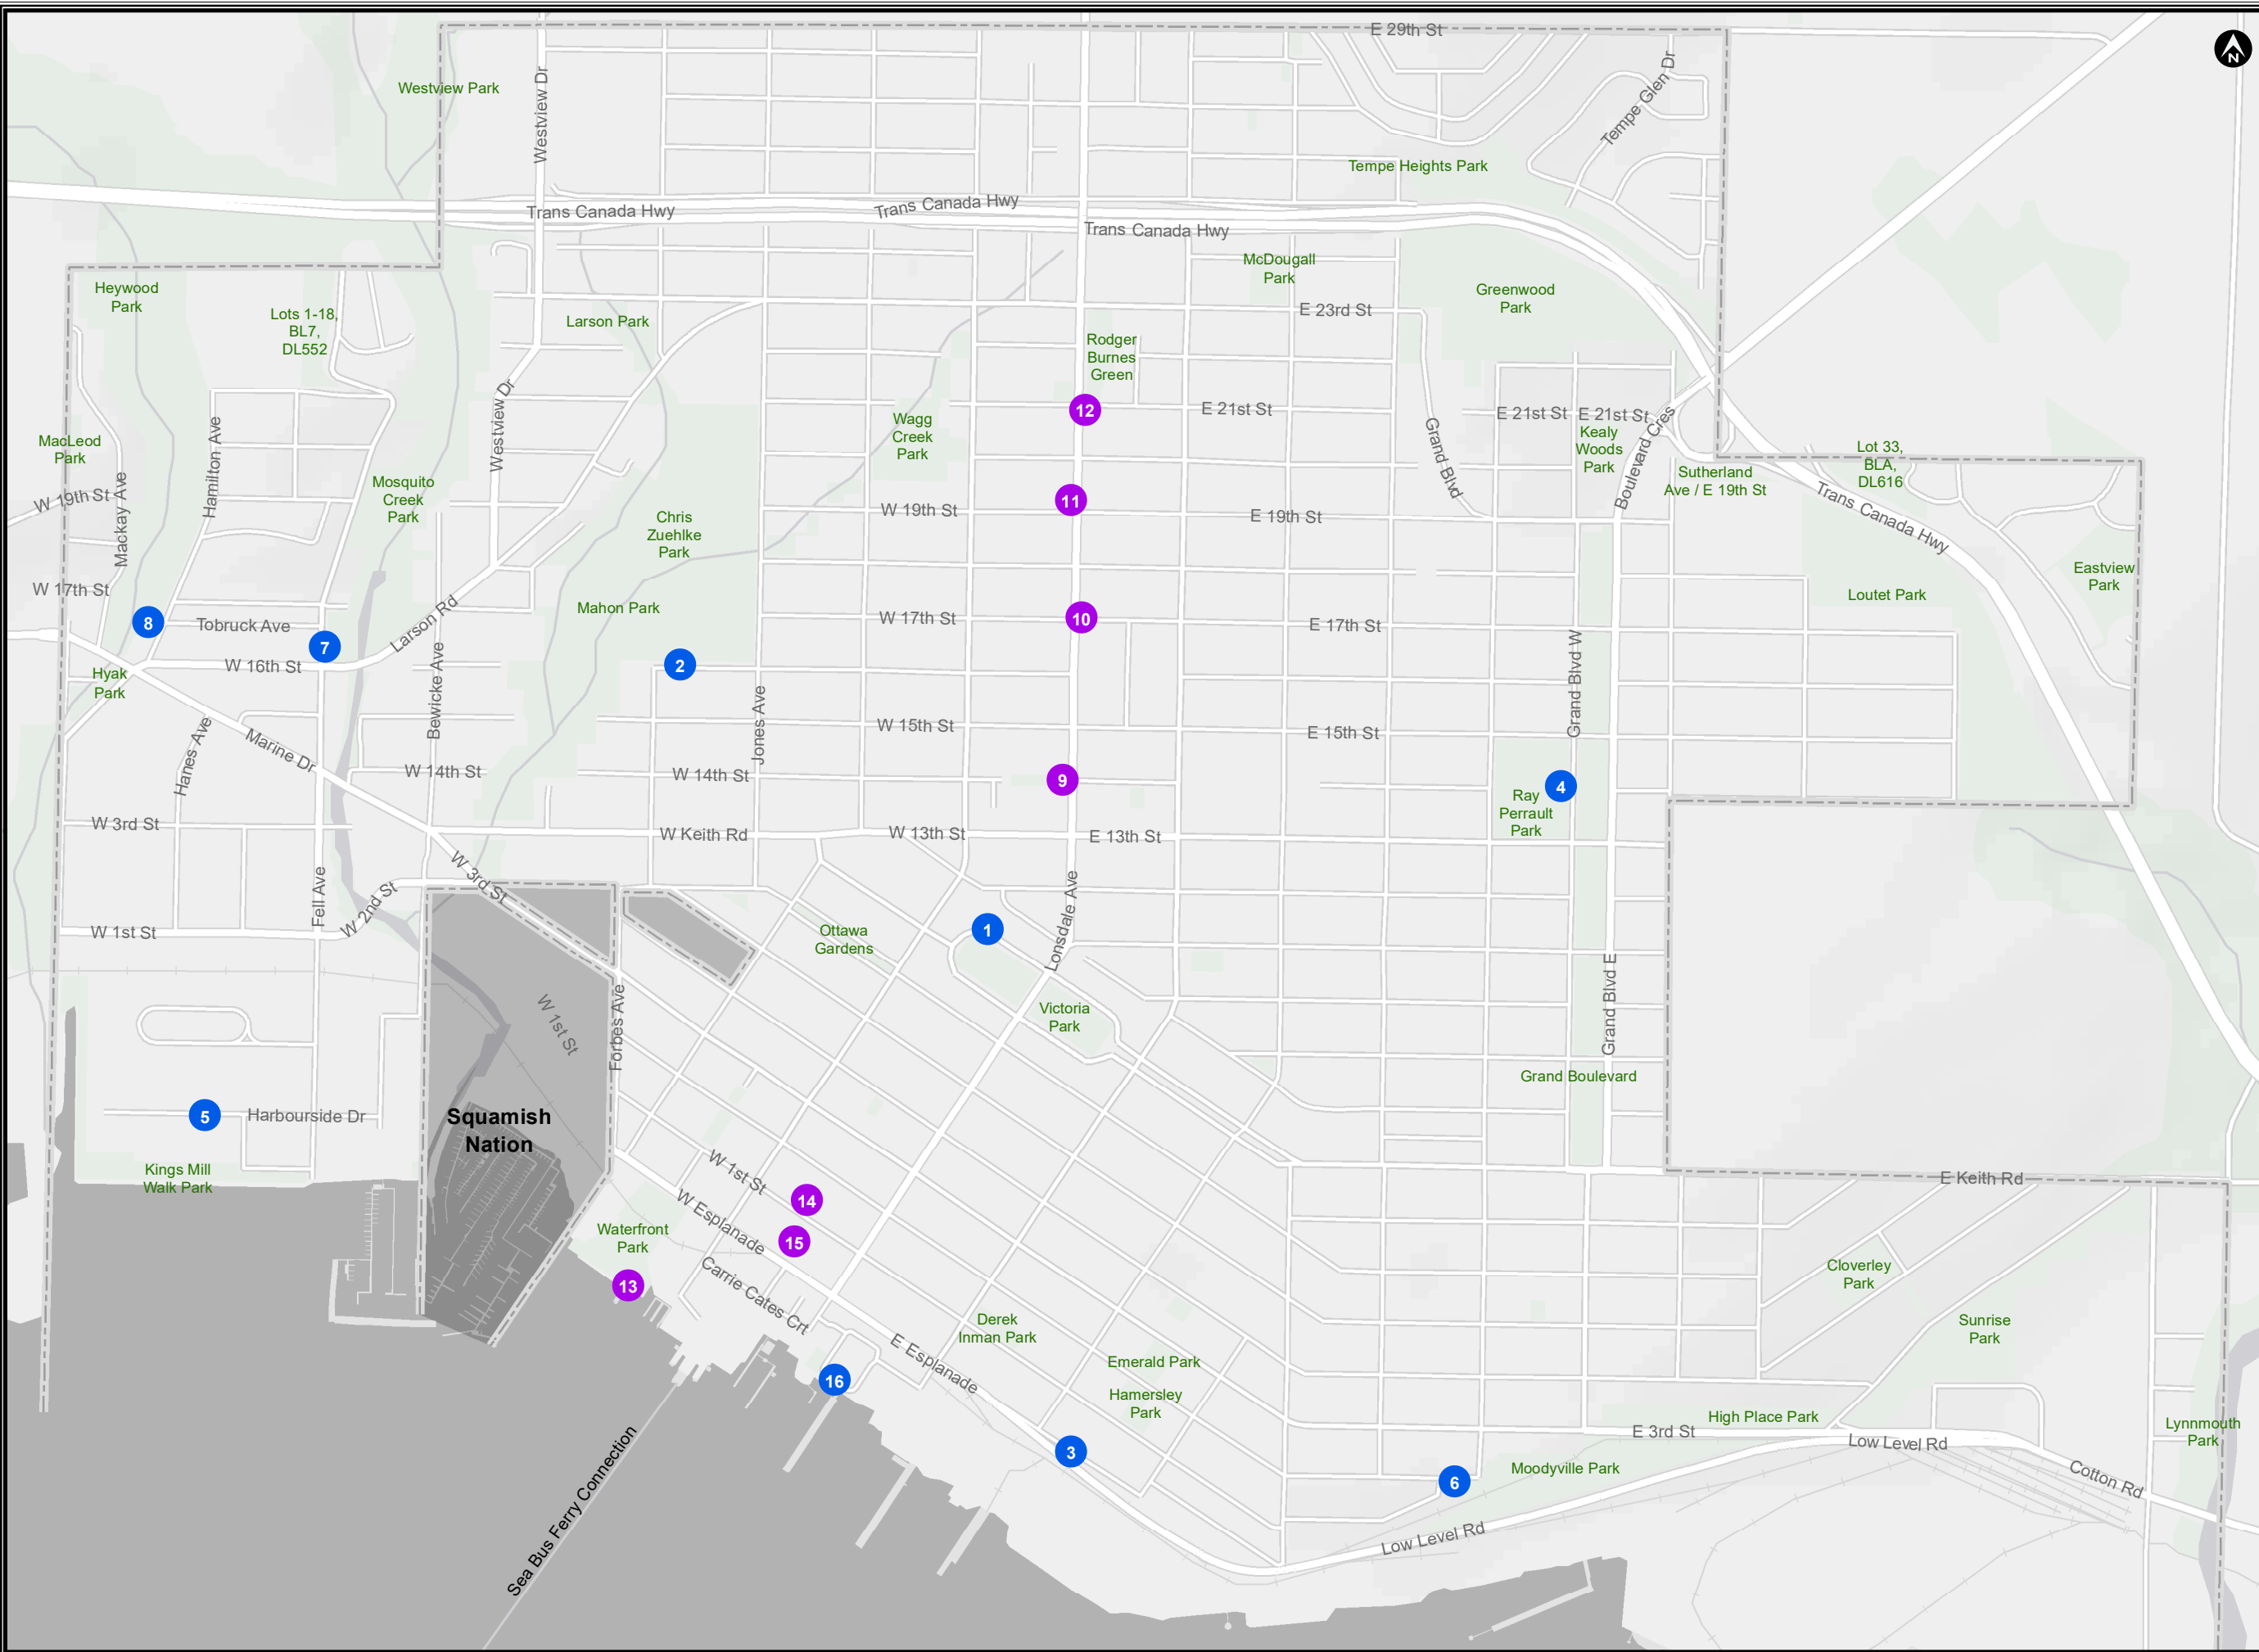 E 29th St
N
Westview Park
Westview Dr
Tempe Glen Dr
Tempe Heights Park
Trans Canada Hwy
Trans Canada Hwy
Trans Canada Hwy
McDougall
Park
Heywood
Park
Greenwood
Park
Lots 1-18,
BL7,
DL552
Larson Park
E 23rd St
Rodger
Burnes
Green
Westview Dr
12
E 21st St
E 21st St
E 21st St
Wagg
Creek
Park
Grand Blvd
Kealy
Woods
Park
Boulevard Cres
MacLeod
Park
Hamilton Ave
Mackay Ave
W 19th St
Mosquito
Creek
Park
Lot 33,
BLA,
DL616
Sutherland
Ave / E 19th St
Trans Canada Hwy
11
W 19th St
E 19th St
Chris
Zuehlke
Park
W 17th St
Eastview
Park
Loutet Park
Mahon Park
8
Tobruck Ave
7
Larson Rd
W 17th St
10
E 17th St
W 16th St
2
Hyak
Park
Bewicke Ave
Jones Ave
Grand Blvd W
W 15th St
E 15th St
Hanes Ave
Marine Dr
W 14th St
W 14th St
9
4
Ray
Perrault
Park
W 3rd St
W Keith Rd
W 13th St
E 13th St
W 3rd St
Fell Ave
W 2nd St
W 1st St
Ottawa
Gardens
1
Lonsdale Ave
Grand Blvd E
W 1st St
Forbes Ave
Victoria
Park
Grand Boulevard
5
Harbourside Dr
Squamish
Nation
Kings Mill
Walk Park
W 1st St
E Keith Rd
14
W Esplanade
15
Waterfront
Park
13
Carrie Cates Crt
Cloverley
Park
Derek
Inman Park
Sunrise
Park
E Esplanade
Emerald Park
16
Hamersley
Park
High Place Park
E 3rd St
Low Level Rd
Lynnmouth
Park
3
Moodyville Park
6
Cotton Rd
Sea Bus Ferry Connection
Low Level Rd